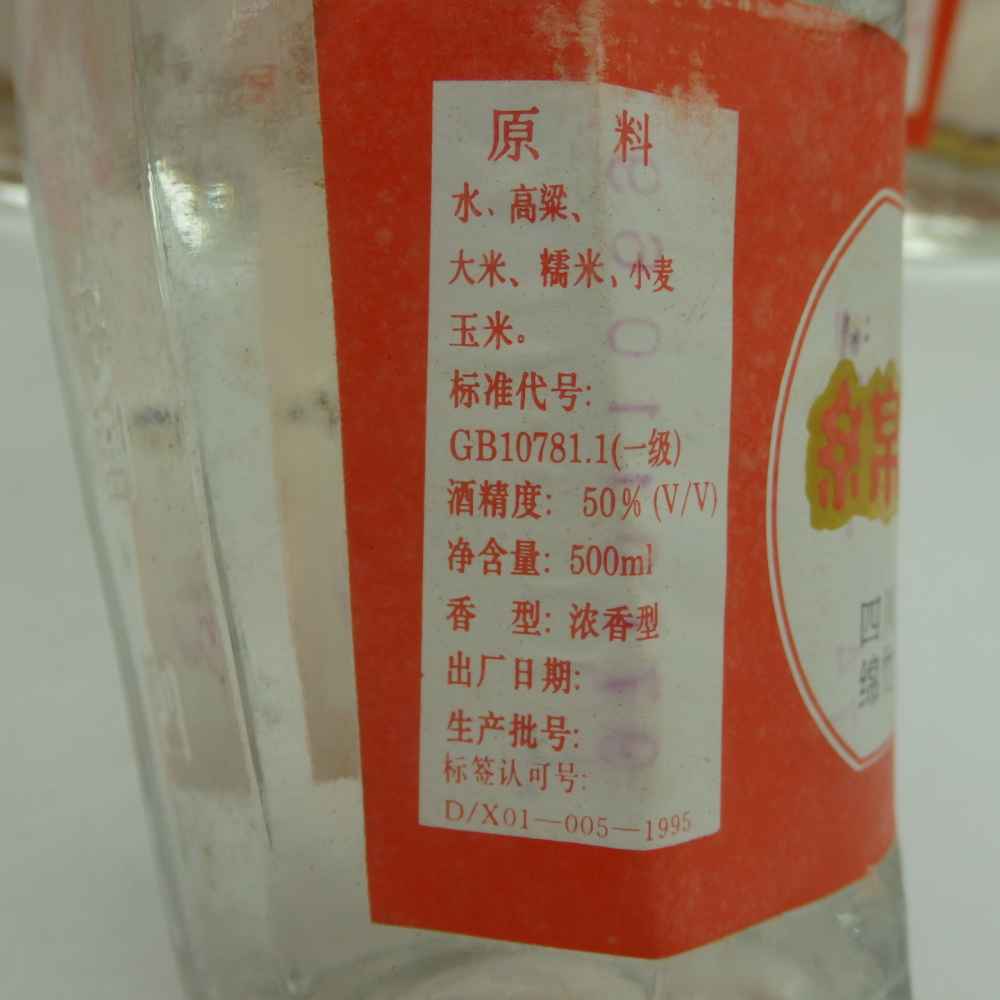 原 料
水、高粱、
大米、糯米、小麦
玉米。
标准代号:
GB10781.1(一级)
酒精度: 50%(V/V)
净含量: 500ml
香 型: 浓香型
出厂日期:
生产批号:
标签认可号:
D/X01—005—1995
四川
绵竹